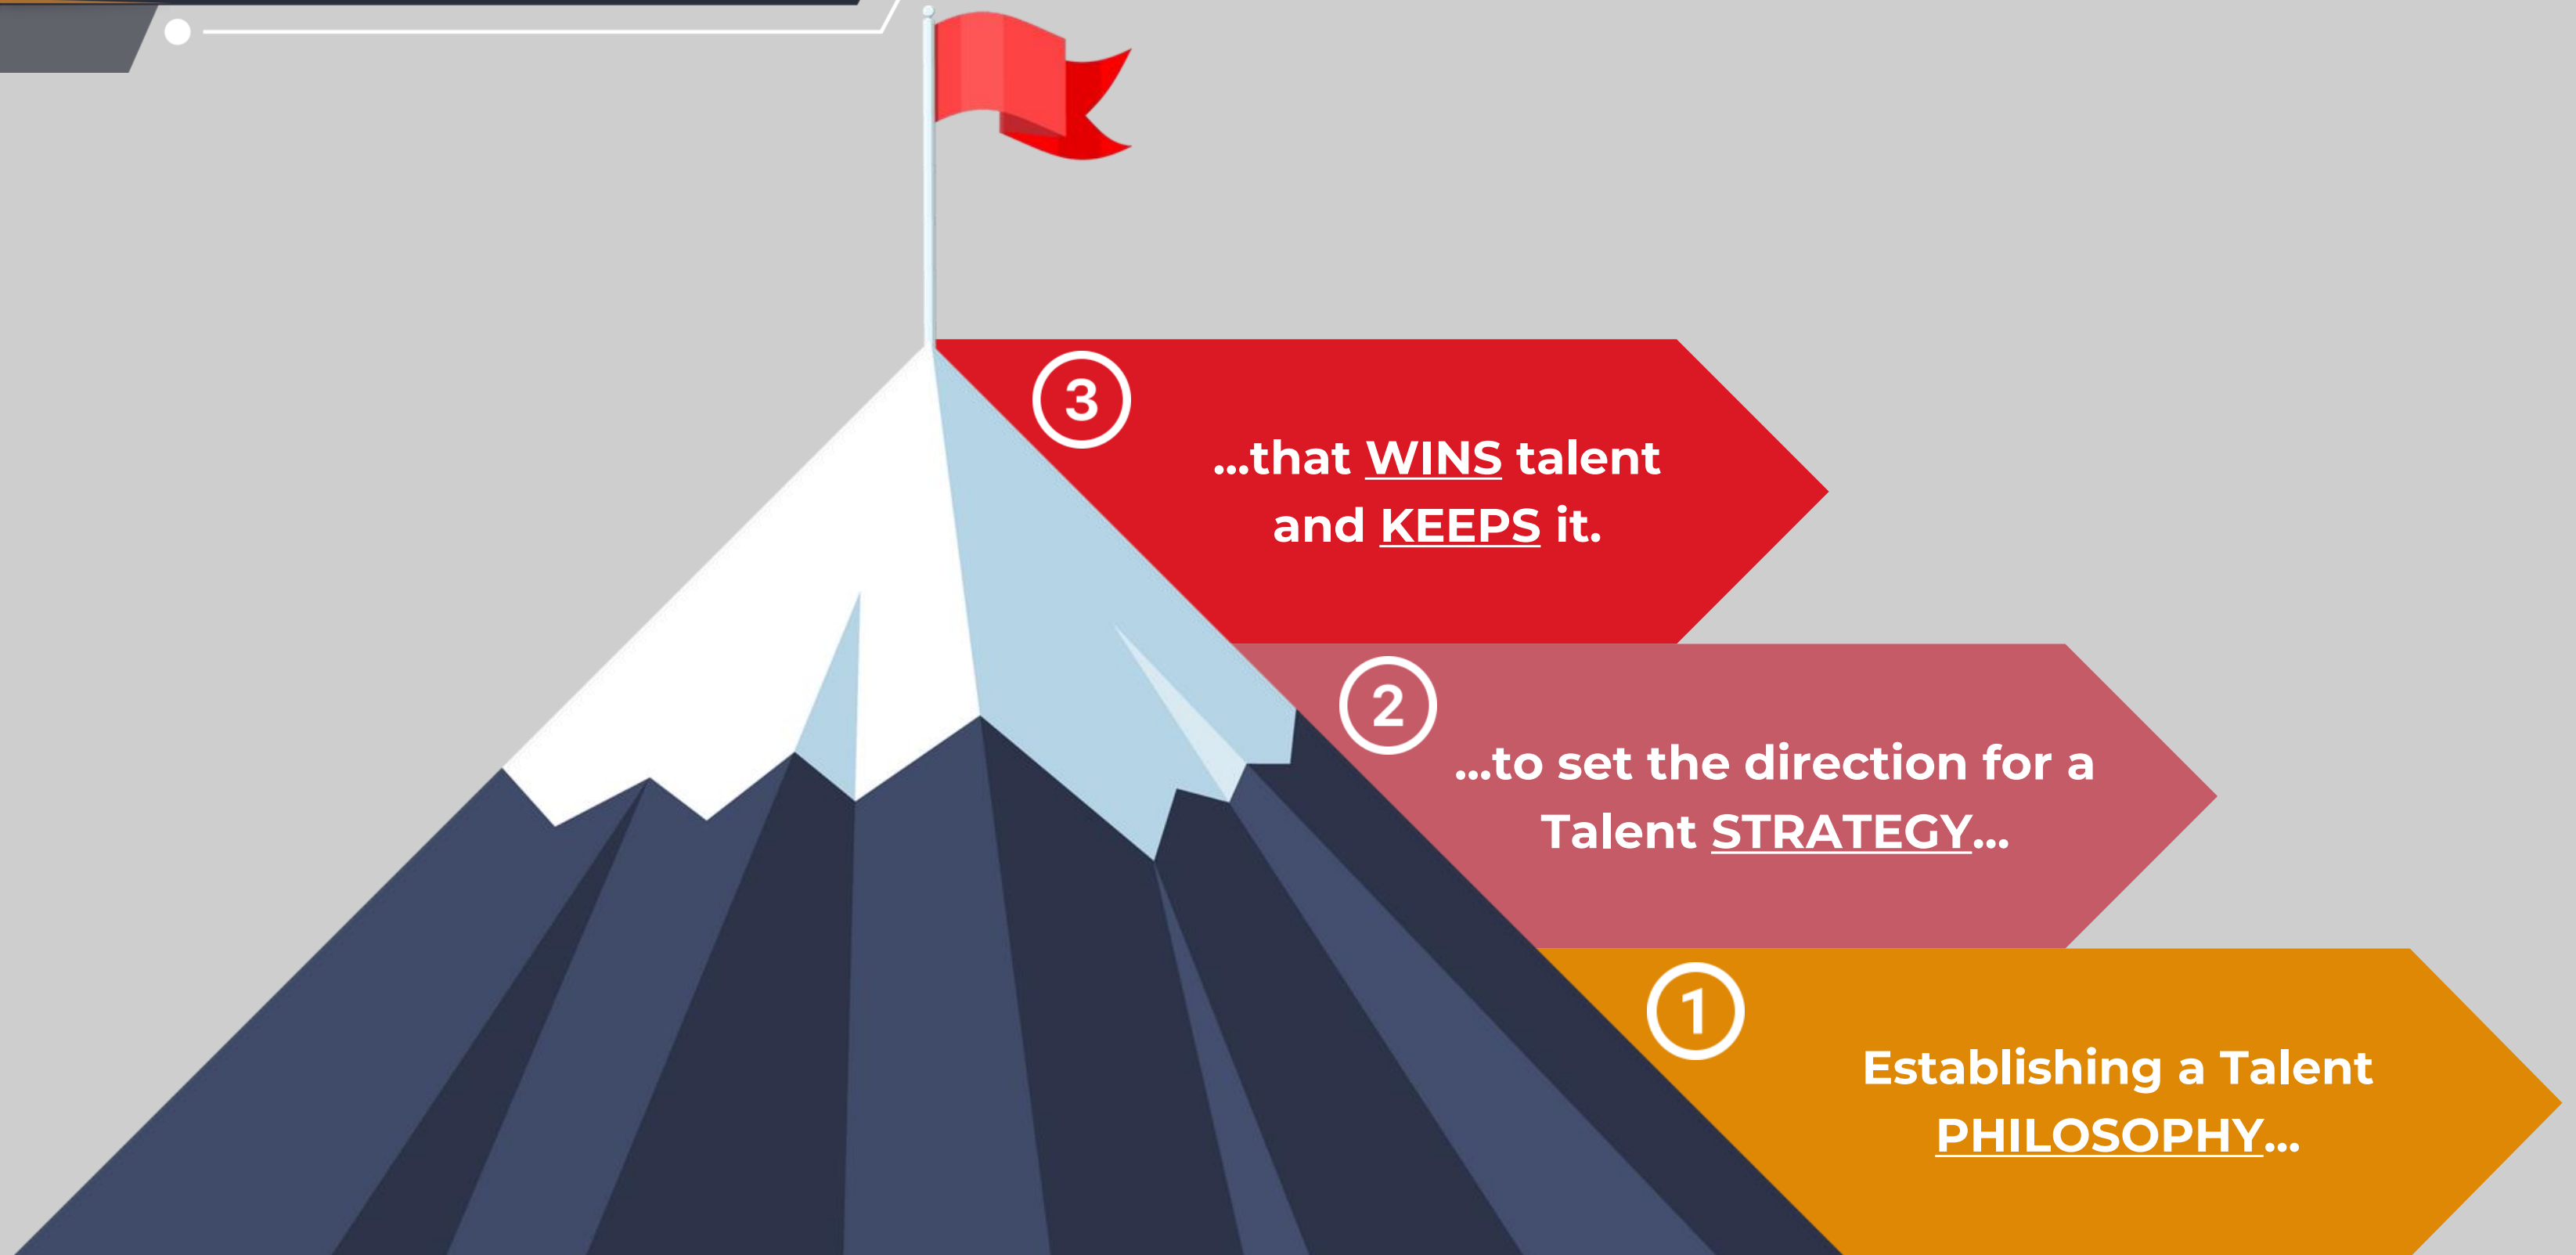 3
...that WINS talent
and KEEPS it.
2
...to set the direction for a
Talent STRATEGY...
1
Establishing a Talent
PHILOSOPHY...